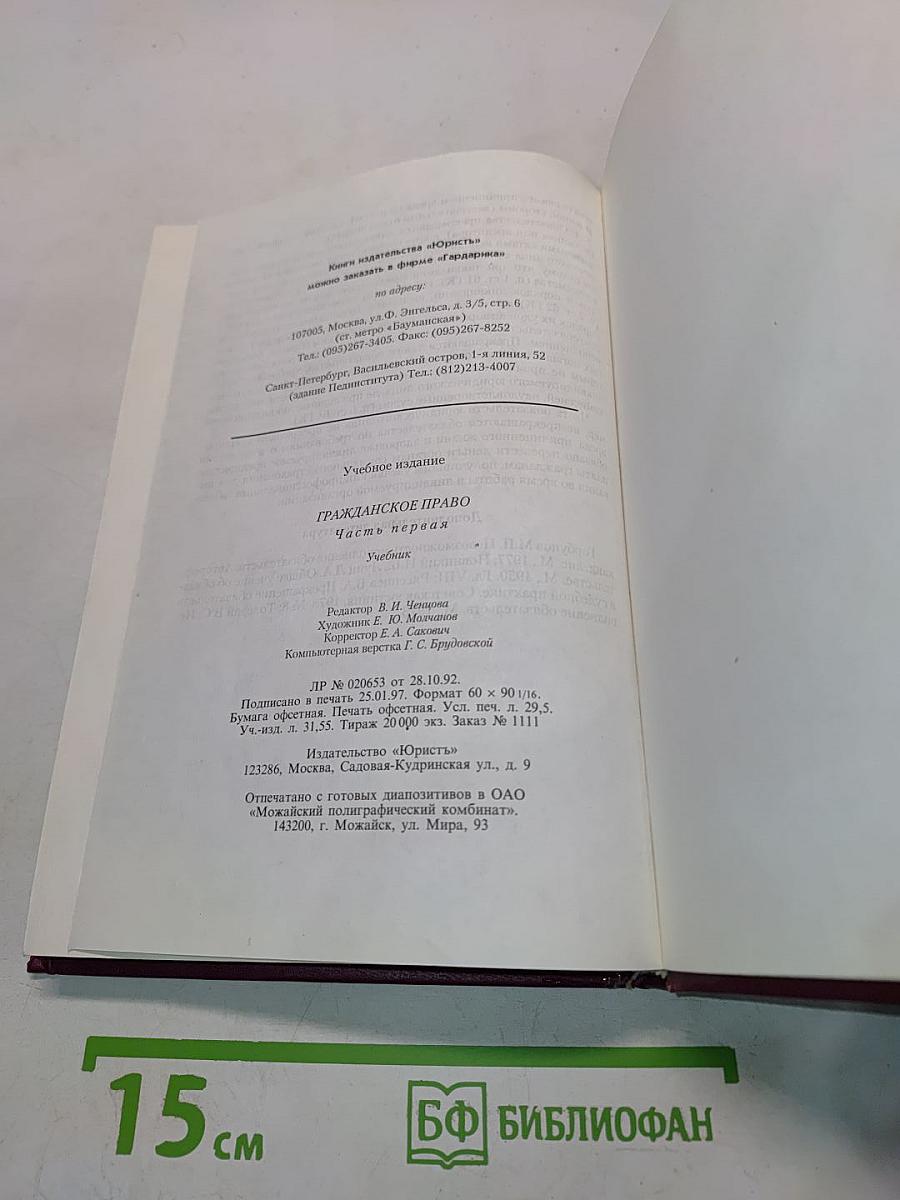 Книги издательства «Юристъ»
можно заказать в фирме «Гардарика»
по адресу:
107005, Москва, ул.Ф. Энгельса, д. 3/5, стр. 6
(ст. метро «Бауманская»)
Тел.: (095)267-3405. Факс: (095)267-8252
Санкт-Петербург, Васильевский остров, 1-я линия, 52
(здание Пединститута) Тел.: (812)213-4007
Учебное издание
ГРАЖДАНСКОЕ ПРАВО
Часть первая
Учебник
Редактор В. И. Ченцова
Художник Е. Ю. Молчанов
Корректор Е. А. Сакович
Компьютерная верстка Г. С. Брудовской
ЛР № 020653 от 28.10.92.
Подписано в печать 25.01.97. Формат 60 × 90 1/16.
Бумага офсетная. Печать офсетная. Усл. печ. л. 29,5.
Уч.-изд. л. 31,55. Тираж 20 000 экз. Заказ № 1111
Издательство «Юристъ»
123286, Москва, Садовая-Кудринская ул., д. 9
Отпечатано с готовых диапозитивов в ОАО
«Можайский полиграфический комбинат».
143200, г. Можайск, ул. Мира, 93
15 см
БФ БИБЛИОФАН